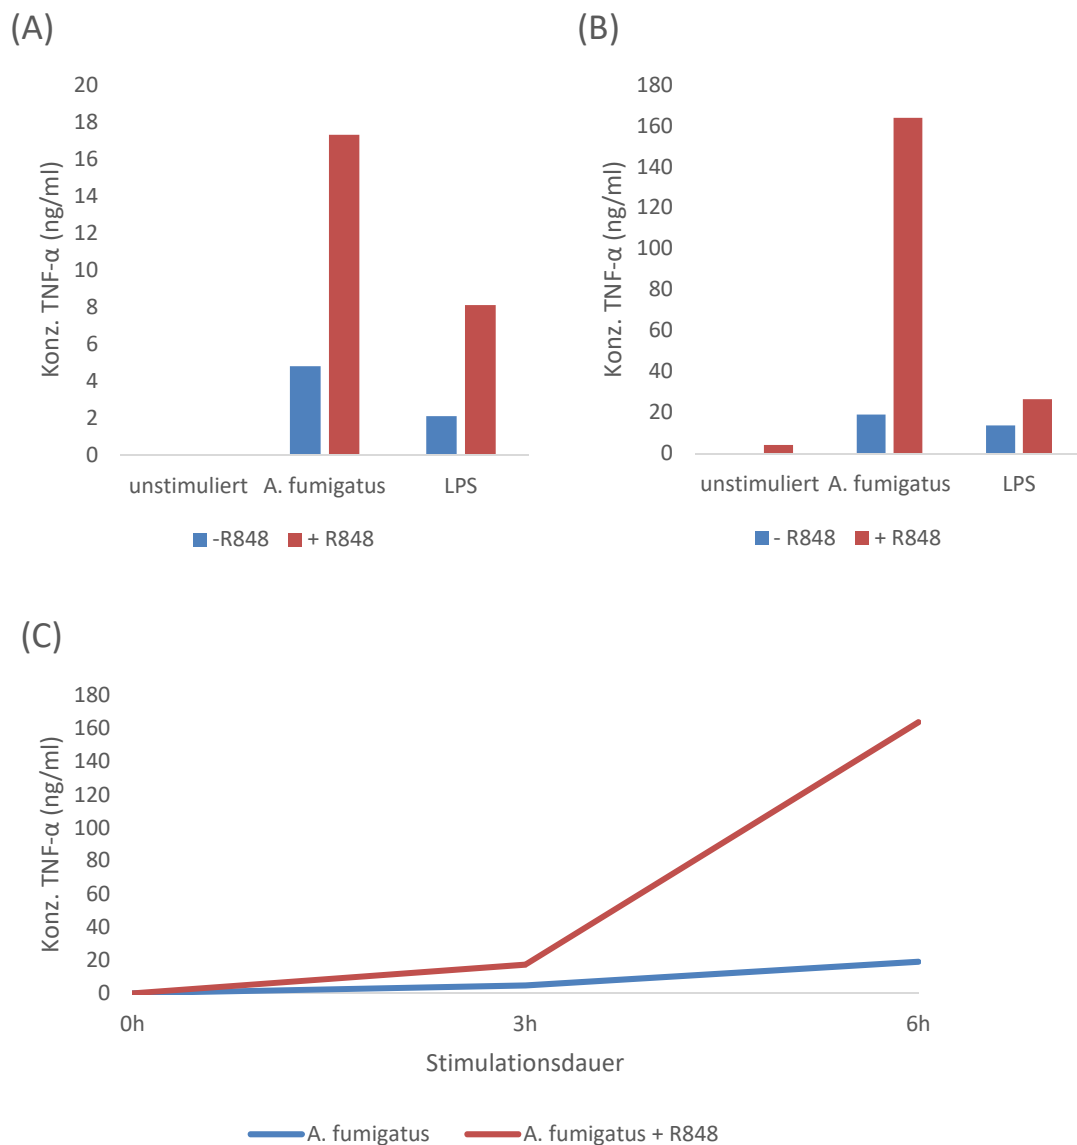 (A)
Konz. TNF-α (ng/ml)
20
18
16
14
12
10
8
6
4
2
0
unstimuliert A. fumigatus LPS
-R848 + R848
(B)
Konz. TNF-α (ng/ml)
180
160
140
120
100
80
60
40
20
0
unstimuliert A. fumigatus LPS
- R848 + R848
(C)
Konz. TNF-α (ng/ml)
180
160
140
120
100
80
60
40
20
0
0h 3h 6h
Stimulationsdauer
A. fumigatus A. fumigatus + R848